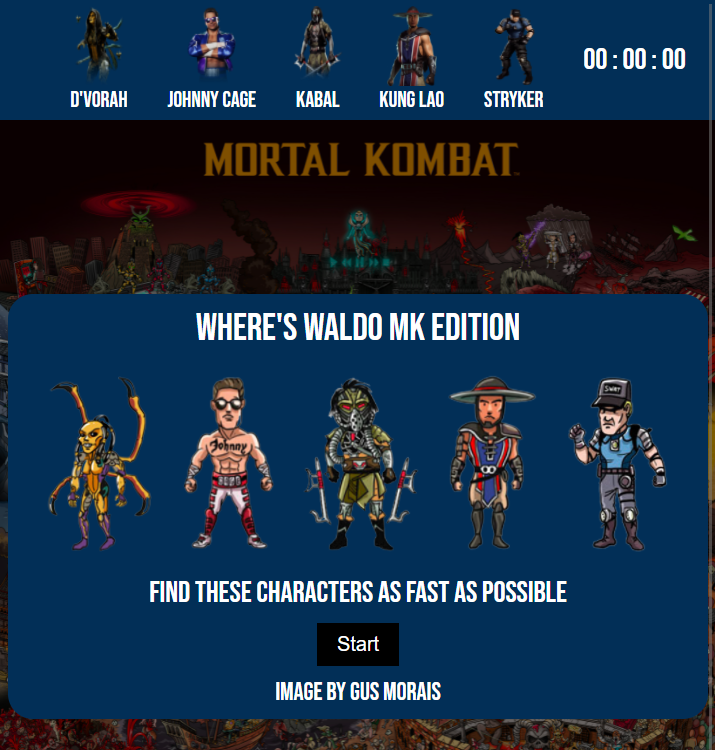 D'VORAH JOHNNY CAGE KABAL KUNG LAO STRYKER 00 : 00 : 00
MORTAL KOMBAT
WHERE'S WALDO MK EDITION
Johnny
SWAT
FIND THESE CHARACTERS AS FAST AS POSSIBLE
Start
IMAGE BY GUS MORAIS